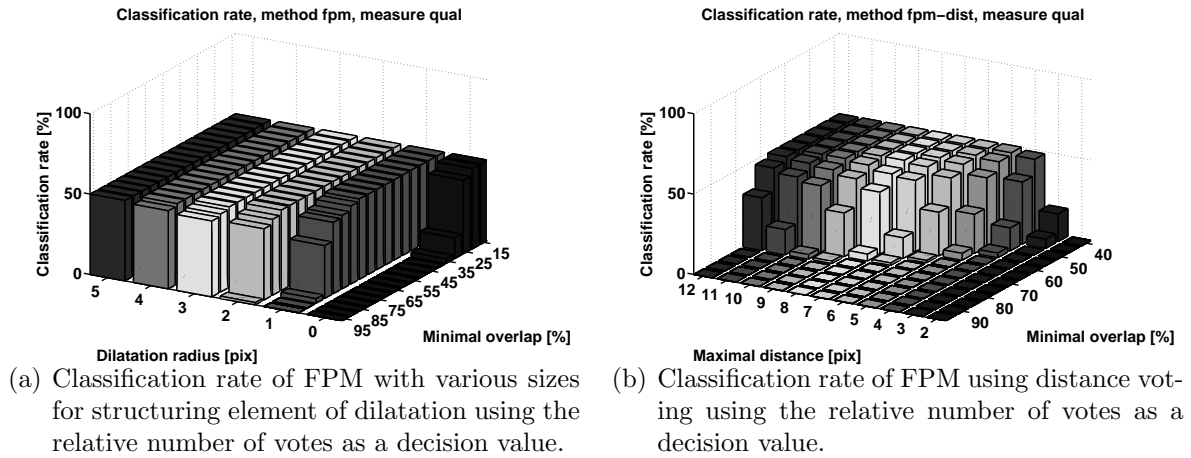 Classification rate, method fpm, measure qual
Classification rate [%]
100
50
0
5
4
3
2
1
0
95
85
75
65
55
45
35
25
15
Dilatation radius [pix]
Minimal overlap [%]
(a) Classification rate of FPM with various sizes
for structuring element of dilatation using the
relative number of votes as a decision value.
Classification rate, method fpm−dist, measure qual
Classification rate [%]
100
50
0
12
11
10
9
8
7
6
5
4
3
2
90
80
70
60
50
40
Maximal distance [pix]
Minimal overlap [%]
(b) Classification rate of FPM using distance vot-
ing using the relative number of votes as a
decision value.